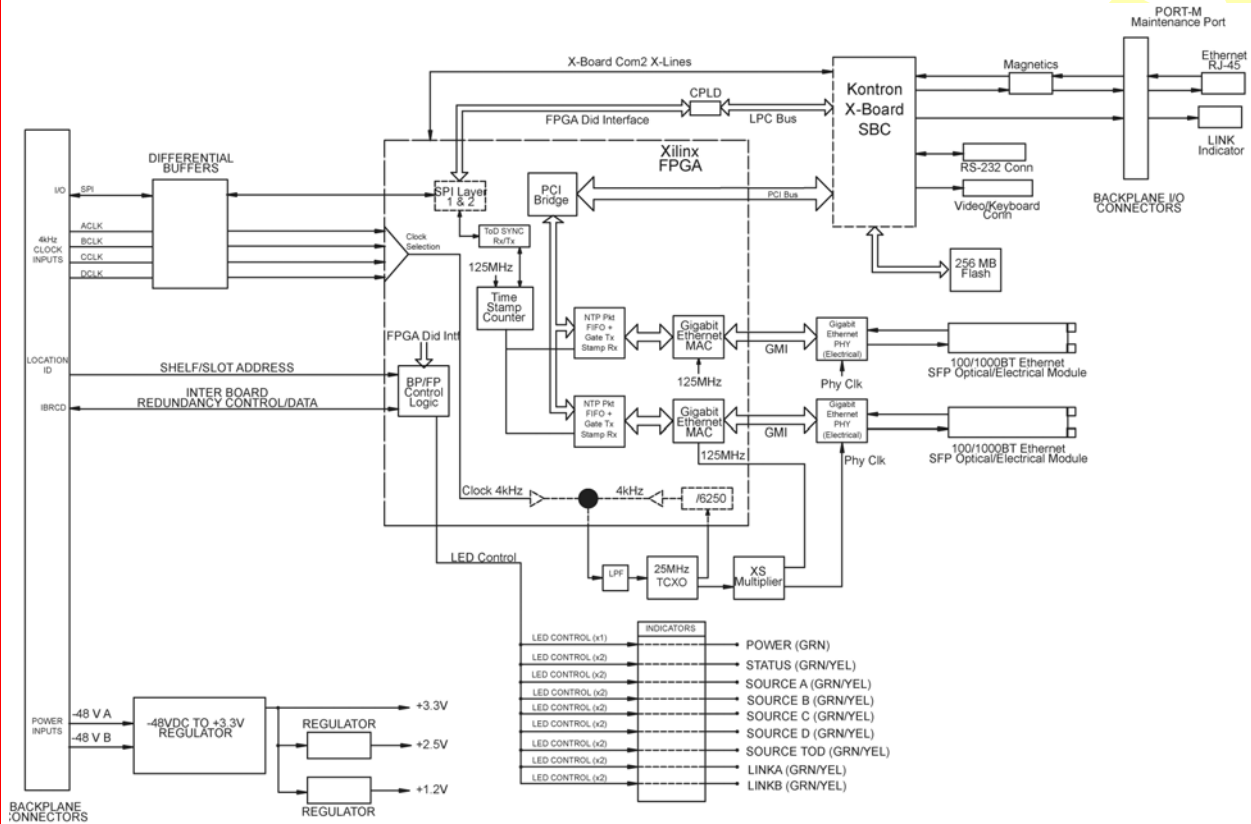 PORT-M
Maintenance Port
Ethernet
RJ-45
Magnetics
X-Board Com2 X-Lines
Kontron
X-Board
SBC
CPLD
FPGA Did Interface
LPC Bus
LINK
Indicator
RS-232 Conn
Video/Keyboard
Conn
BACKPLANE I/O
CONNECTORS
256 MB
Flash
Xilinx
FPGA
PCI
Bridge
PCI Bus
DIFFERENTIAL
BUFFERS
I/O
SPI
SPI Layer
1 & 2
ToD SYNC
Rx/Tx
4kHz
CLOCK
INPUTS
ACLK
BCLK
CCLK
DCLK
Clock
Selection
125MHz
Time
Stamp
Counter
NTP Pkt
FIFO +
Gate Tx
Stamp Rx
Gigabit
Ethernet
MAC
GMI
Gigabit
Ethernet
PHY
(Electrical)
100/1000BT Ethernet
SFP Optical/Electrical Module
125MHz
Phy Clk
FPGA Did Intf
LOCATION
ID
SHELF/SLOT ADDRESS
BP/FP
Control
Logic
IBRCD
INTER BOARD
REDUNDANCY CONTROL/DATA
NTP Pkt
FIFO +
Gate Tx
Stamp Rx
Gigabit
Ethernet
MAC
GMI
Gigabit
Ethernet
PHY
(Electrical)
100/1000BT Ethernet
SFP Optical/Electrical Module
125MHz
Phy Clk
Clock 4kHz
4kHz
/6250
LED Control
LPF
25MHz
TCXO
XS
Multiplier
INDICATORS
LED CONTROL (x1)
POWER (GRN)
LED CONTROL (x2)
STATUS (GRN/YEL)
LED CONTROL (x2)
SOURCE A (GRN/YEL)
LED CONTROL (x2)
SOURCE B (GRN/YEL)
LED CONTROL (x2)
SOURCE C (GRN/YEL)
LED CONTROL (x2)
SOURCE D (GRN/YEL)
LED CONTROL (x2)
SOURCE TOD (GRN/YEL)
LED CONTROL (x2)
LINKA (GRN/YEL)
LED CONTROL (x2)
LINKB (GRN/YEL)
POWER
INPUTS
-48 V A
-48 V B
-48VDC TO +3.3V
REGULATOR
+3.3V
REGULATOR
+2.5V
+1.2V
REGULATOR
BACKPLANE
CONNECTORS